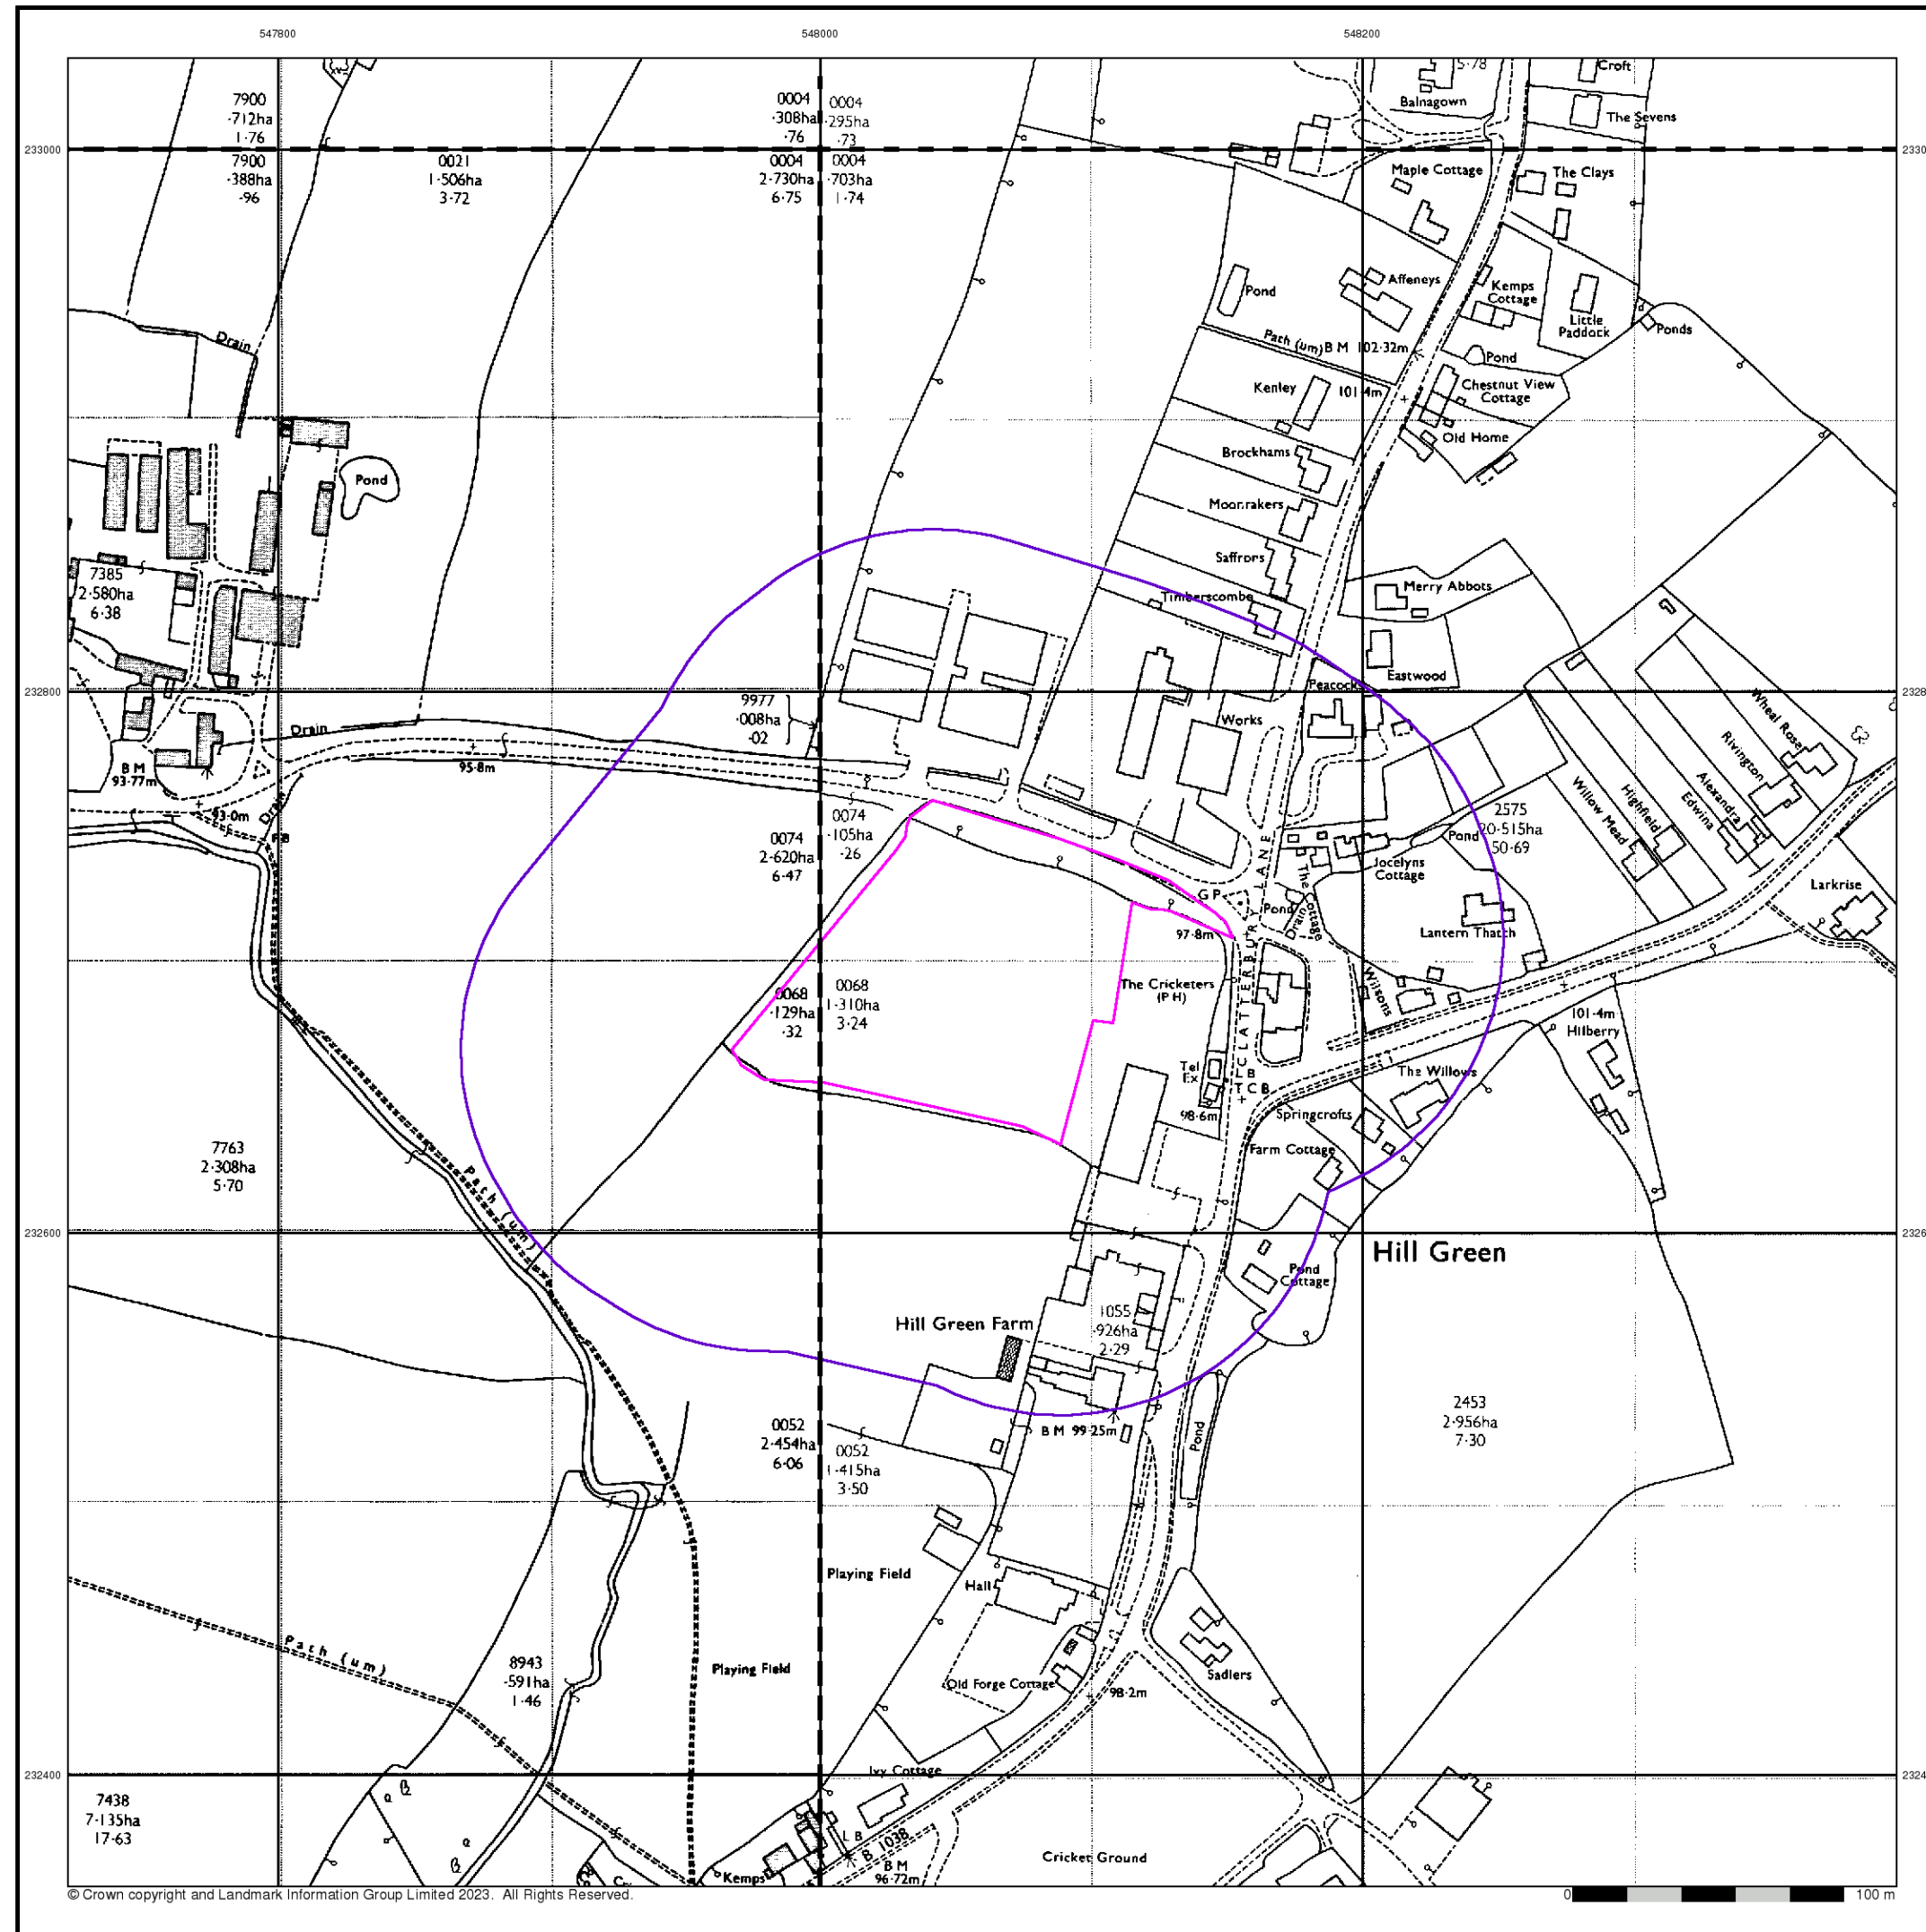 547800
548000
548200
5·78
Croft
Balnagown
The Sevens
7900
·712ha
1·76
0004
·308ha
·76
0004
·295ha
·73
233000
7900
·388ha
·96
0021
1·506ha
3·72
0004
2·730ha
6·75
0004
·703ha
1·74
Maple Cottage
The Clays
Pond
Affeneys
Kemps
Cottage
Little
Paddock
Ponds
Drain
Path (um)
B M 102·32m
Pond
Kenley
101·4m
Chestnut View
Cottage
Old Home
Brockhams
Pond
Moonrakers
Saffrons
Merry Abbots
7385
2·580ha
6·38
Timberscombe
Eastwood
232800
Peacocks
9977
·008ha
·02
Works
Wheal Rose
Rivington
Alexandra
Edwina
Highfield
Willow Mead
Drain
B M
93·77m
95·8m
93·0m
Drain
F B
0074
2·620ha
6·47
0074
·105ha
·26
2575
20·515ha
50·69
Pond
Jocelyns
Cottage
Larkrise
G P
Pond
The Cottage
Drain
Lantern Thatch
97·8m
CLATTERBURY LANE
The Cricketers
(P H)
Wilsons
0068
·129ha
·32
0068
1·310ha
3·24
101·4m
Hilberry
Tel
Ex
L B
T C B
The Willows
98·6m
Springcrofts
Farm Cottage
7763
2·308ha
5·70
Path (um)
232600
Hill Green
Pond
Cottage
Hill Green Farm
1055
·926ha
2·29
2453
2·956ha
7·30
B M 99·25m
Pond
0052
2·454ha
6·06
0052
1·415ha
3·50
Playing Field
Hall
Path (um)
8943
·591ha
1·46
Playing Field
Old Forge Cottage
Sadlers
98·2m
232400
Ivy Cottage
7438
7·135ha
17·63
L B
B 1038
B M
96·72m
Kemps
Cricket Ground
© Crown copyright and Landmark Information Group Limited 2023. All Rights Reserved.
0 100 m